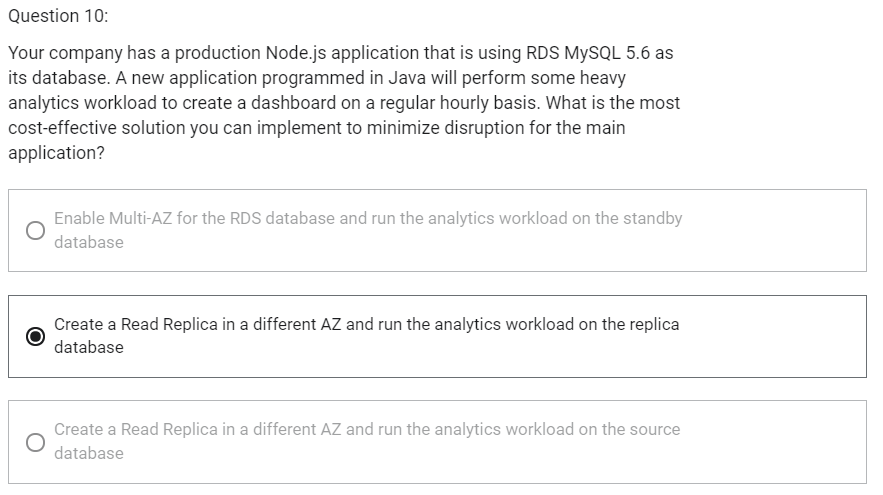 Question 10:
Your company has a production Node.js application that is using RDS MySQL 5.6 as
its database. A new application programmed in Java will perform some heavy
analytics workload to create a dashboard on a regular hourly basis. What is the most
cost-effective solution you can implement to minimize disruption for the main
application?
Enable Multi-AZ for the RDS database and run the analytics workload on the standby
database
Create a Read Replica in a different AZ and run the analytics workload on the replica
database
Create a Read Replica in a different AZ and run the analytics workload on the source
database